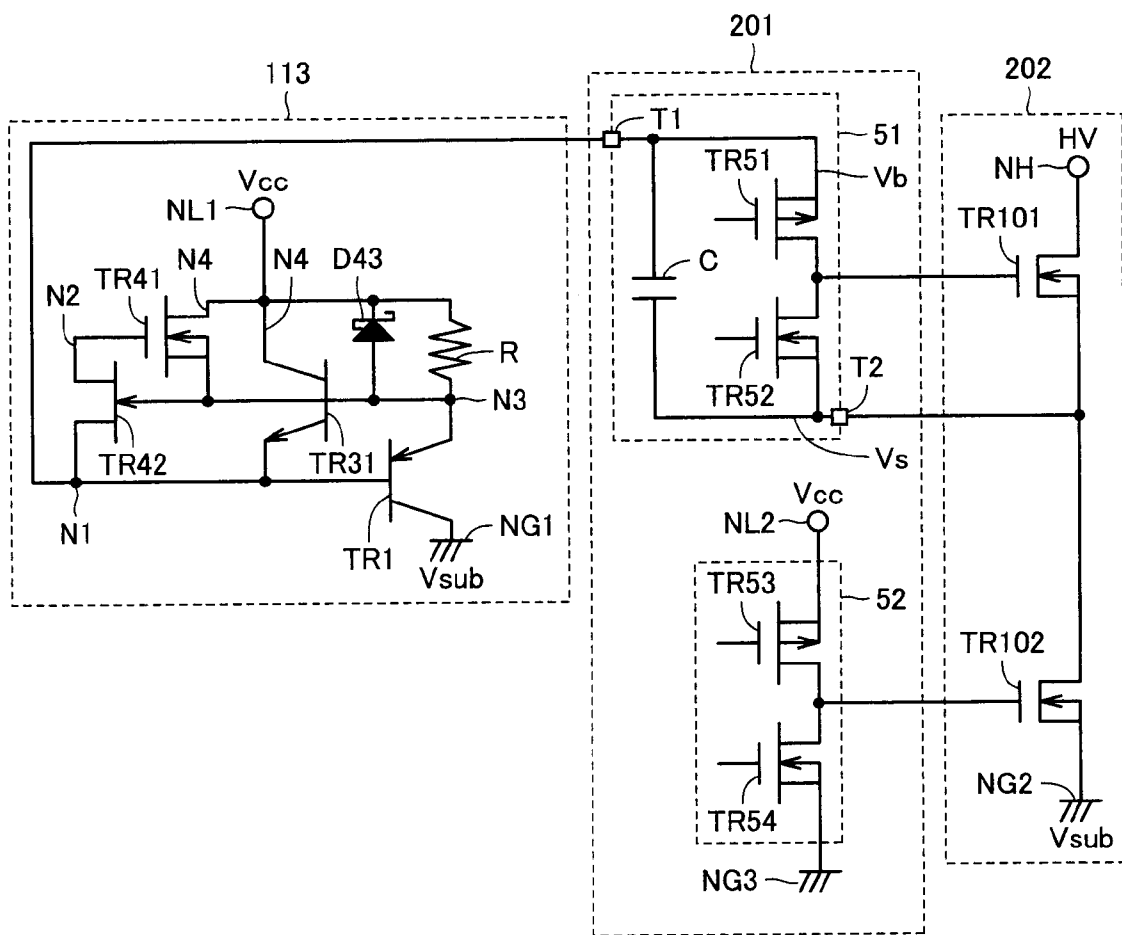 201
113
202
T1
51
HV
NH
TR51
Vb
Vcc
NL1
TR101
TR41
N4
N4
D43
C
N2
R
TR52
T2
N3
TR42
TR31
Vs
N1
Vcc
NG1
NL2
TR1
Vsub
TR53
52
TR102
NG2
TR54
Vsub
NG3